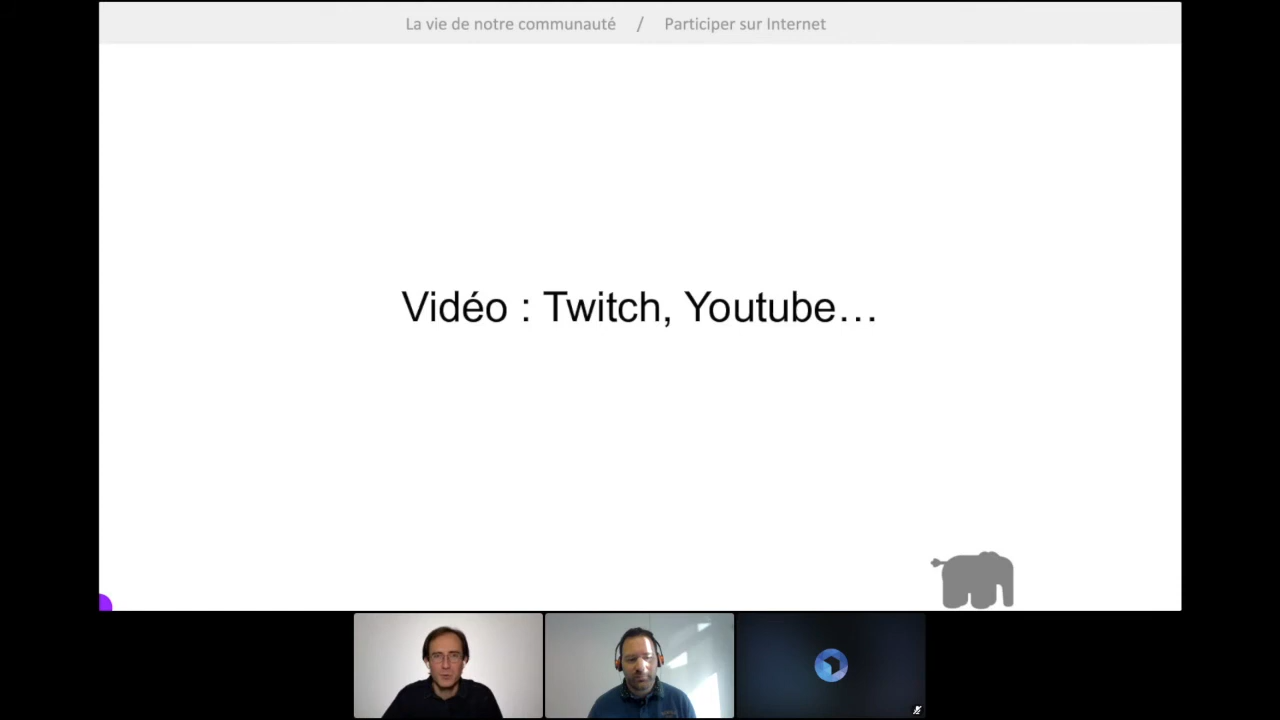 La vie de notre communauté / Participer sur Internet
Vidéo : Twitch, Youtube…